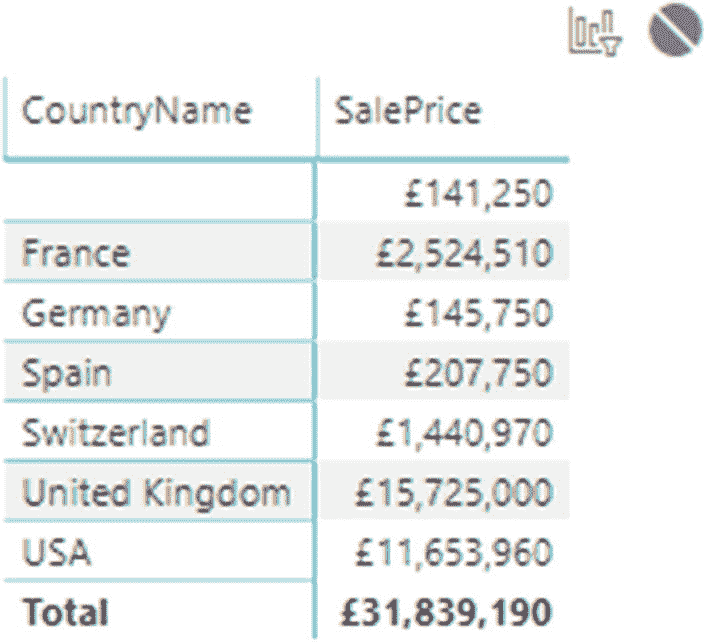 CountryName SalePrice
£141,250
France £2,524,510
Germany £145,750
Spain £207,750
Switzerland £1,440,970
United Kingdom £15,725,000
USA £11,653,960
Total £31,839,190